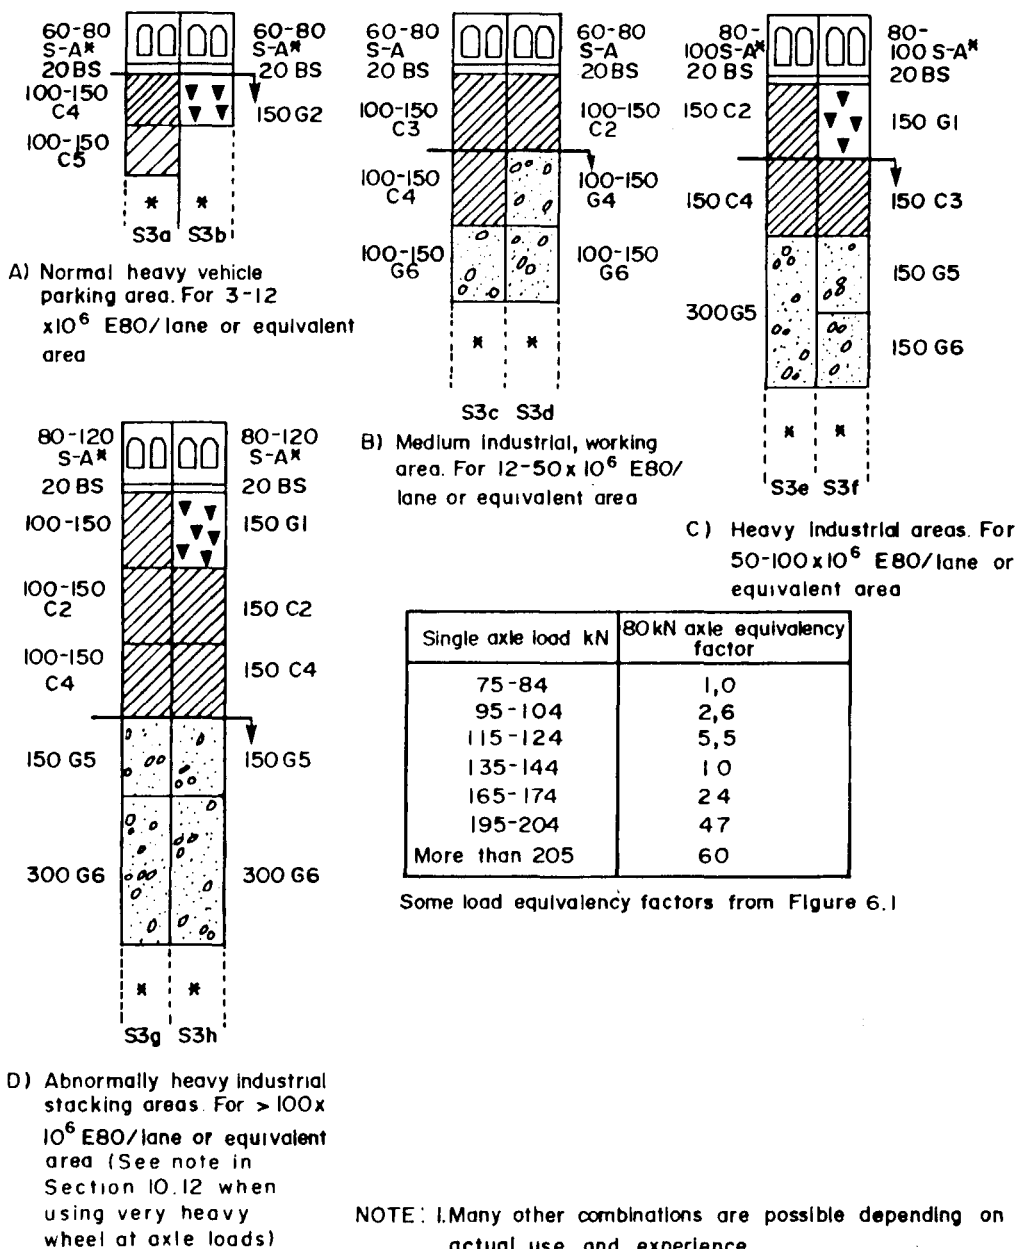 60-80
S-A*
20 BS
100-150
C4
100-150
C5
60-80
S-A*
20 BS
150 G2
* *
S3a S3b
A) Normal heavy vehicle
parking area. For 3-12
x10⁶ E80/lane or equivalent
area
60-80
S-A
20 BS
100-150
C3
100-150
C4
100-150
G6
60-80
S-A
20 BS
100-150
C2
100-150
G4
100-150
G6
* *
S3c S3d
B) Medium industrial, working
area. For 12-50 x 10⁶ E80/
lane or equivalent area
80-
100 S-A*
20 BS
150 C2
150 C4
300 G5
80-
100 S-A*
20 BS
150 G1
150 C3
150 G5
150 G6
* *
S3e S3f
C) Heavy industrial areas. For
50-100 x10⁶ E80/lane or
equivalent area
80-120
S-A*
20 BS
100-150
100-150
C2
100-150
C4
150 G5
300 G6
80-120
S-A*
20 BS
150 G1
150 C2
150 C4
150 G5
300 G6
* *
S3g S3h
D) Abnormally heavy industrial
stacking areas. For > 100x
10⁶ E80/lane or equivalent
area (See note in
Section 10.12 when
using very heavy
wheel at axle loads)
Single axle load kN 80 kN axle equivalency
factor
75-84 1,0
95-104 2,6
115-124 5,5
135-144 10
165-174 24
195-204 47
More than 205 60
Some load equivalency factors from Figure 6.1
NOTE: 1. Many other combinations are possible depending on
actual use and experience